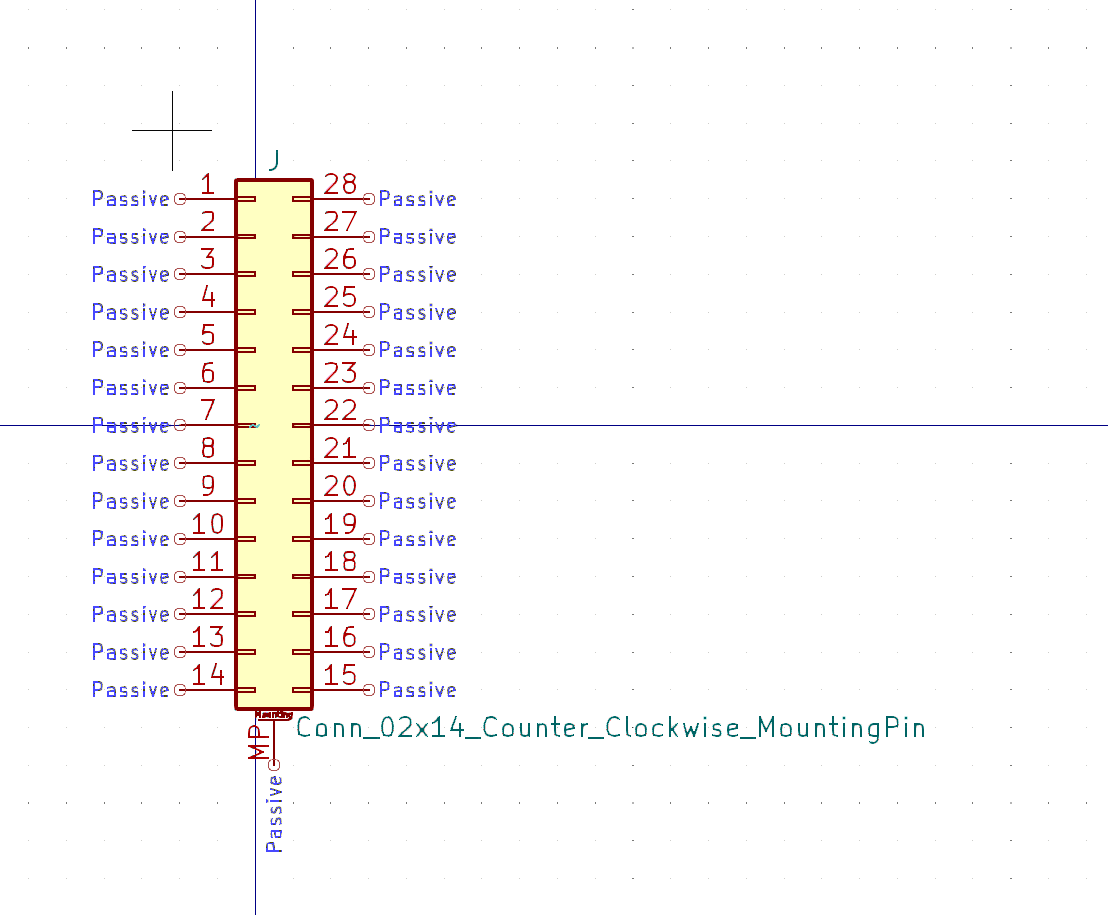 J
Passive 1 28 Passive
Passive 2 27 Passive
Passive 3 26 Passive
Passive 4 25 Passive
Passive 5 24 Passive
Passive 6 23 Passive
Passive 7 22 Passive
Passive 8 21 Passive
Passive 9 20 Passive
Passive 10 19 Passive
Passive 11 18 Passive
Passive 12 17 Passive
Passive 13 16 Passive
Passive 14 15 Passive
Mounting
MP
Conn_02x14_Counter_Clockwise_MountingPin
Passive